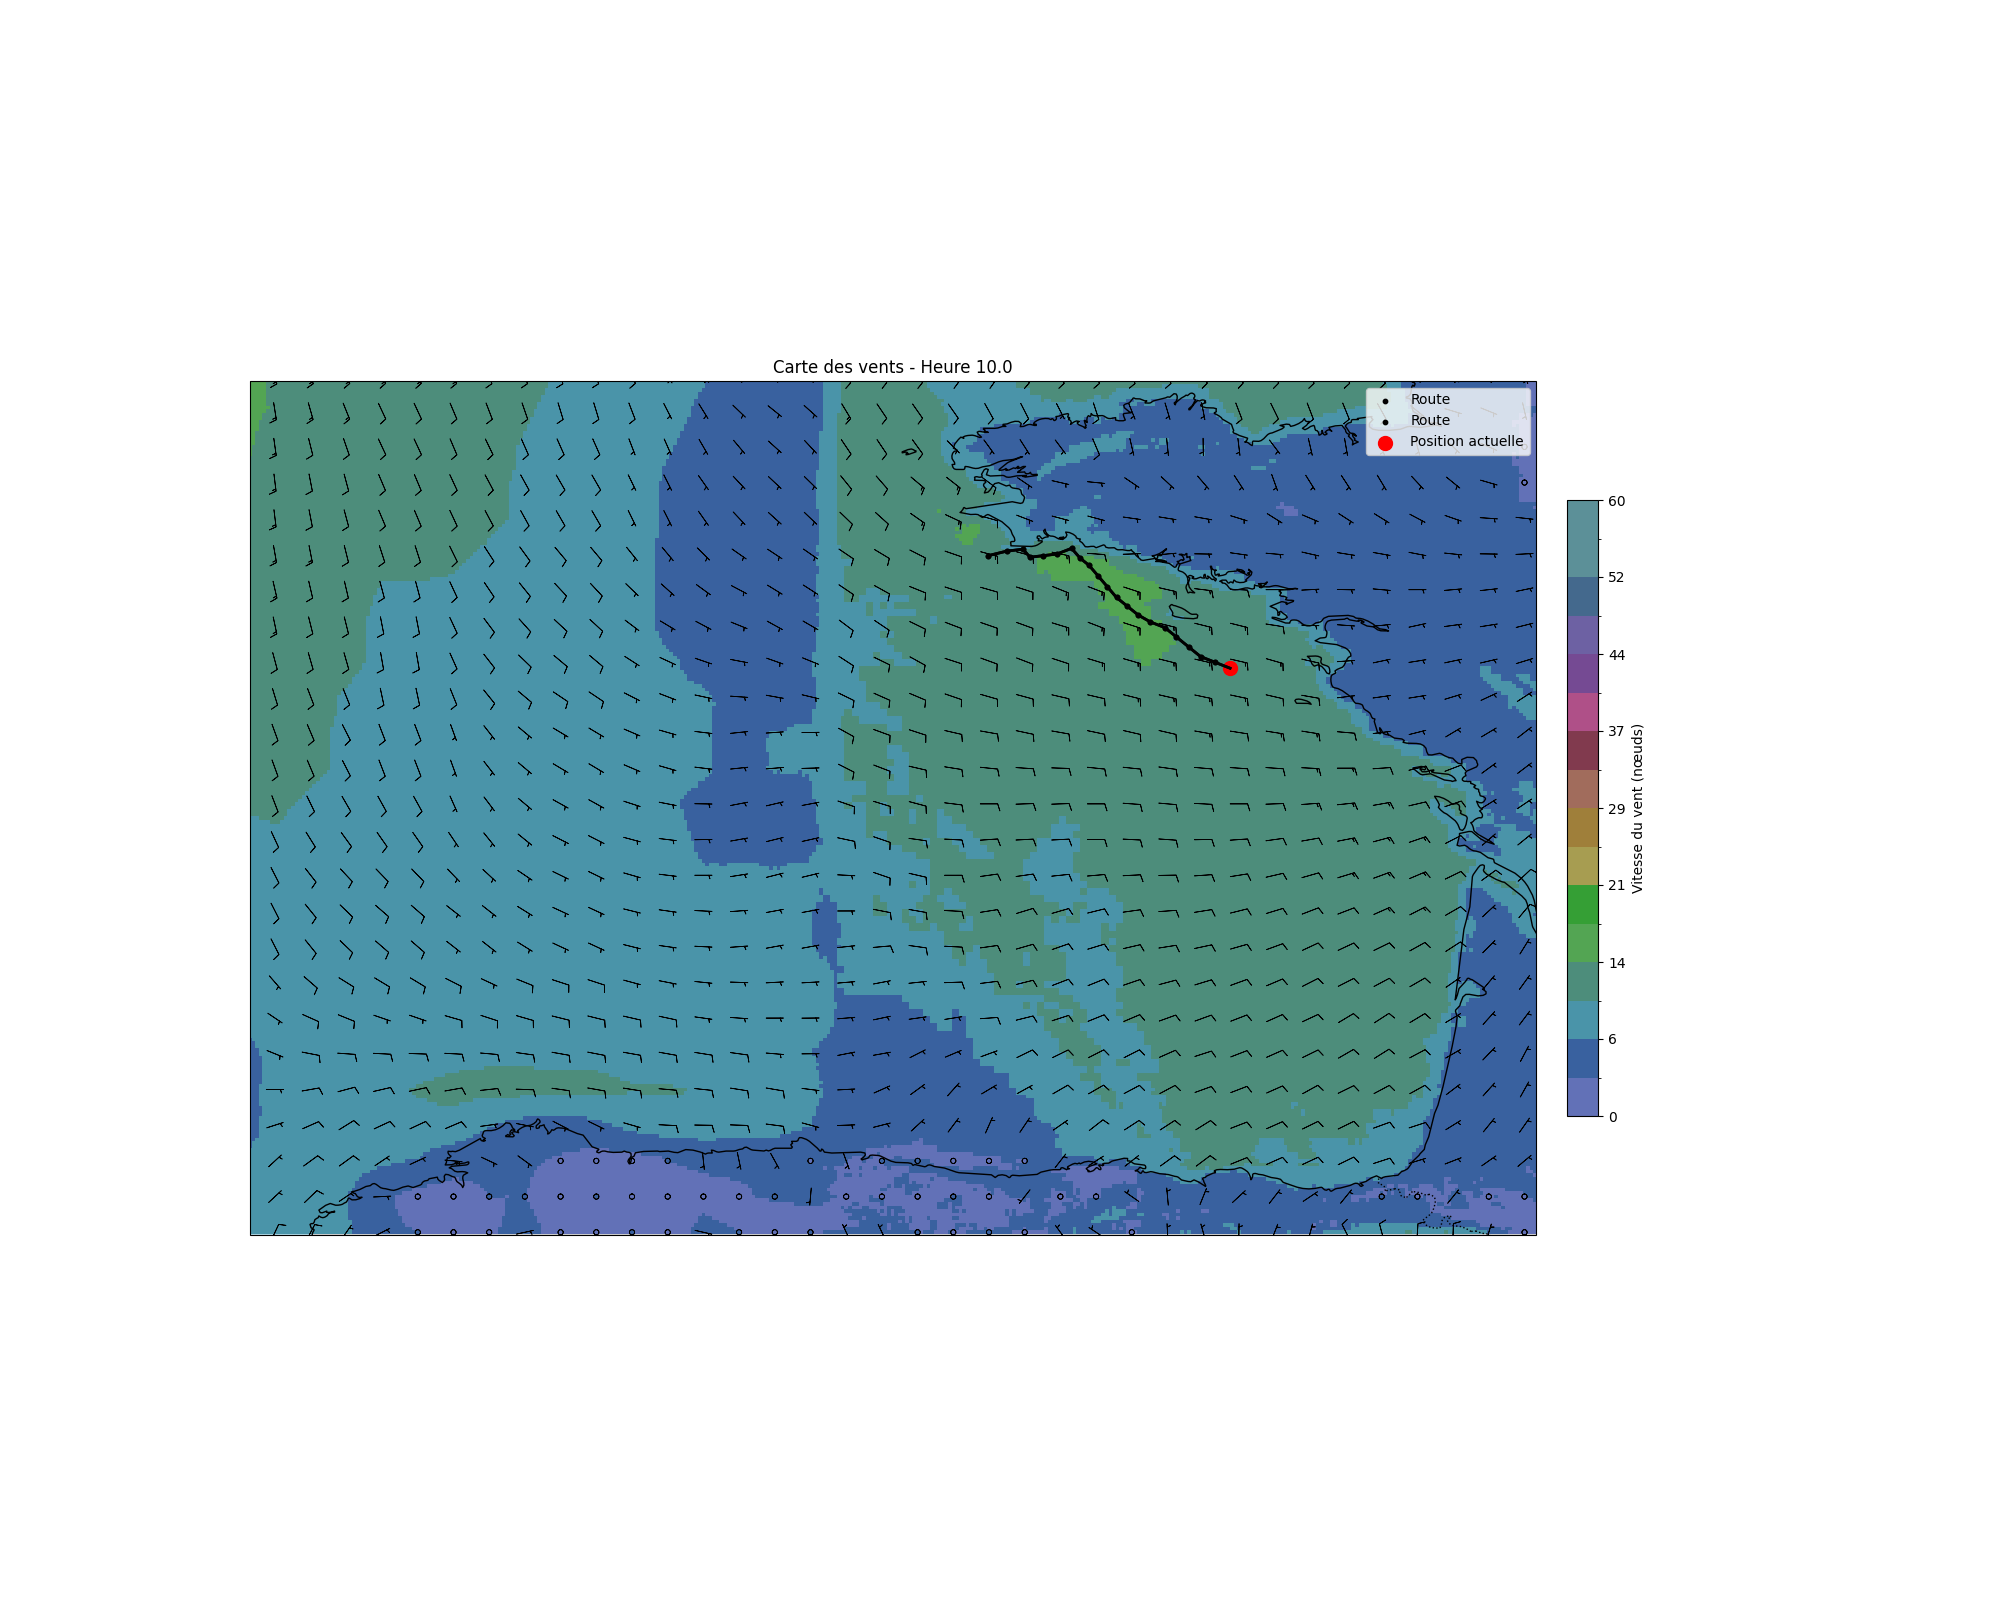 Carte des vents - Heure 10.0
Route
Route
Position actuelle
60
52
44
37
29
21
14
6
0
Vitesse du vent (nœuds)